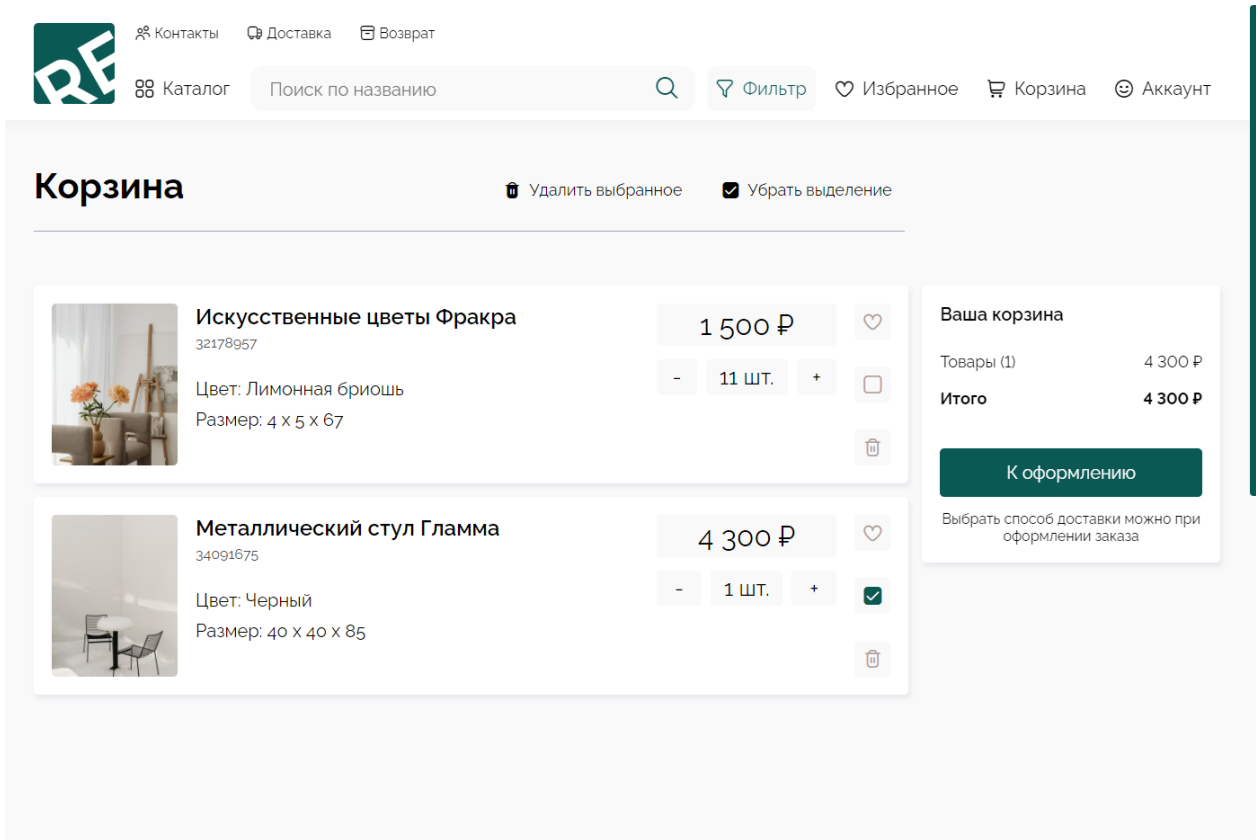 RE
Контакты Доставка Возврат
Каталог Поиск по названию Фильтр Избранное Корзина Аккаунт
Корзина
Удалить выбранное Убрать выделение
Искусственные цветы Фракра
32178957
Цвет: Лимонная бриошь
Размер: 4 x 5 x 67
1 500 ₽
- 11 шт. +
Металлический стул Гламма
34091675
Цвет: Черный
Размер: 40 x 40 x 85
4 300 ₽
- 1 шт. +
Ваша корзина
Товары (1) 4 300 ₽
Итого 4 300 ₽
К оформлению
Выбрать способ доставки можно при
оформлении заказа